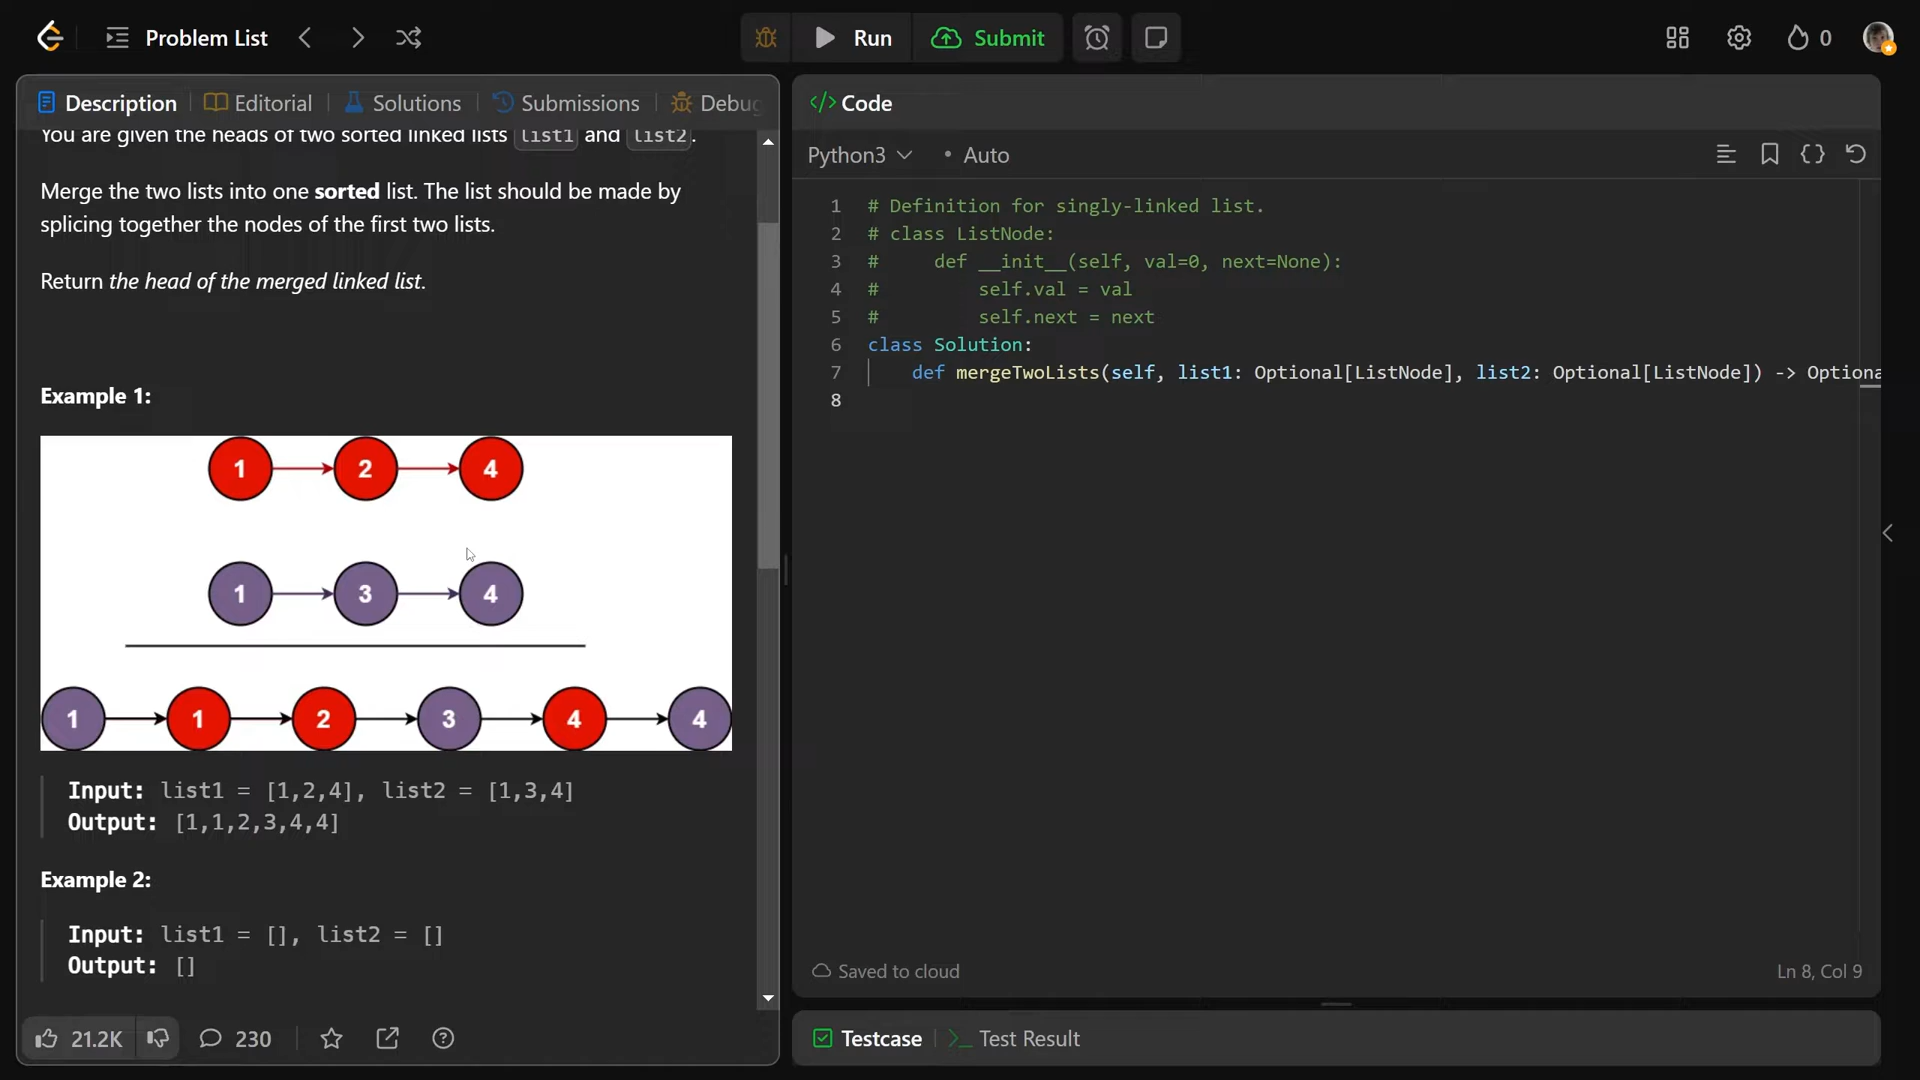 Problem List
Run
Submit
0
Description
Editorial
Solutions
Submissions
Debug
You are given the heads of two sorted linked lists list1 and list2.
Merge the two lists into one sorted list. The list should be made by
splicing together the nodes of the first two lists.
Return the head of the merged linked list.
Example 1:
1 2 4
1 3 4
1 1 2 3 4 4
Input: list1 = [1,2,4], list2 = [1,3,4]
Output: [1,1,2,3,4,4]
Example 2:
Input: list1 = [], list2 = []
Output: []
21.2K
230
</> Code
Python3
• Auto
1 # Definition for singly-linked list.
2 # class ListNode:
3 #     def __init__(self, val=0, next=None):
4 #         self.val = val
5 #         self.next = next
6 class Solution:
7     def mergeTwoLists(self, list1: Optional[ListNode], list2: Optional[ListNode]) -> Optiona
8
Saved to cloud
Ln 8, Col 9
Testcase
>_ Test Result